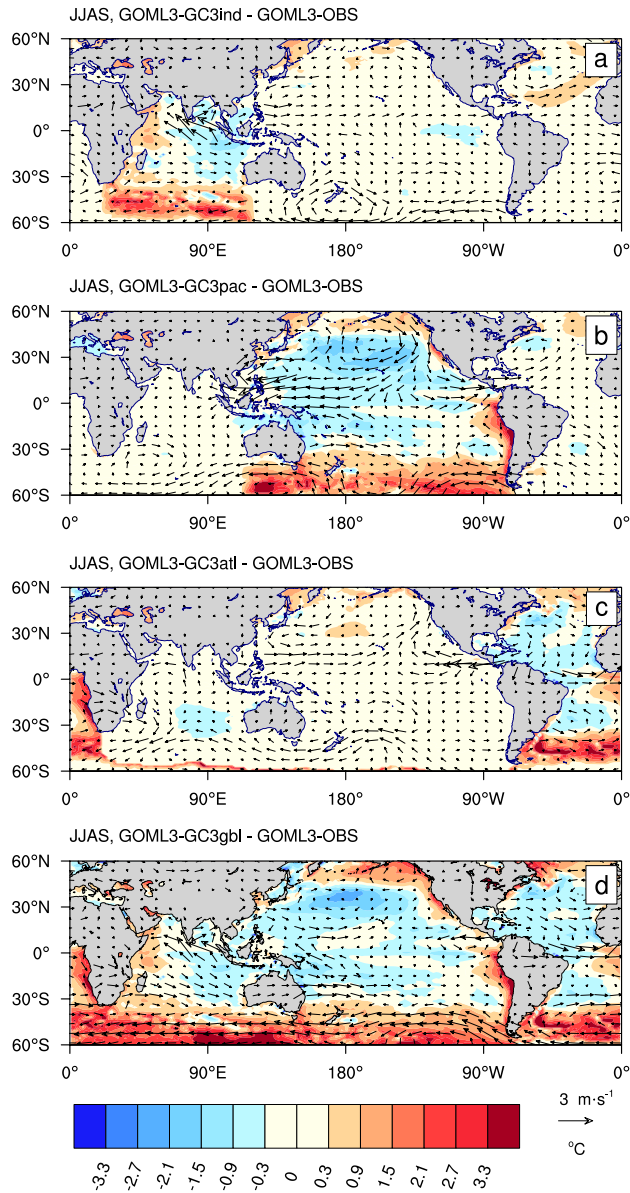 JJAS, GOML3-GC3ind - GOML3-OBS
60°N
a
30°N
0°
30°S
60°S
0° 90°E 180° 90°W 0°
JJAS, GOML3-GC3pac - GOML3-OBS
60°N
b
30°N
0°
30°S
60°S
0° 90°E 180° 90°W 0°
JJAS, GOML3-GC3atl - GOML3-OBS
60°N
c
30°N
0°
30°S
60°S
0° 90°E 180° 90°W 0°
JJAS, GOML3-GC3gbl - GOML3-OBS
60°N
d
30°N
0°
30°S
60°S
0° 90°E 180° 90°W 0°
3 m·s⁻¹
°C
-3.3 -2.7 -2.1 -1.5 -0.9 -0.3 0 0.3 0.9 1.5 2.1 2.7 3.3